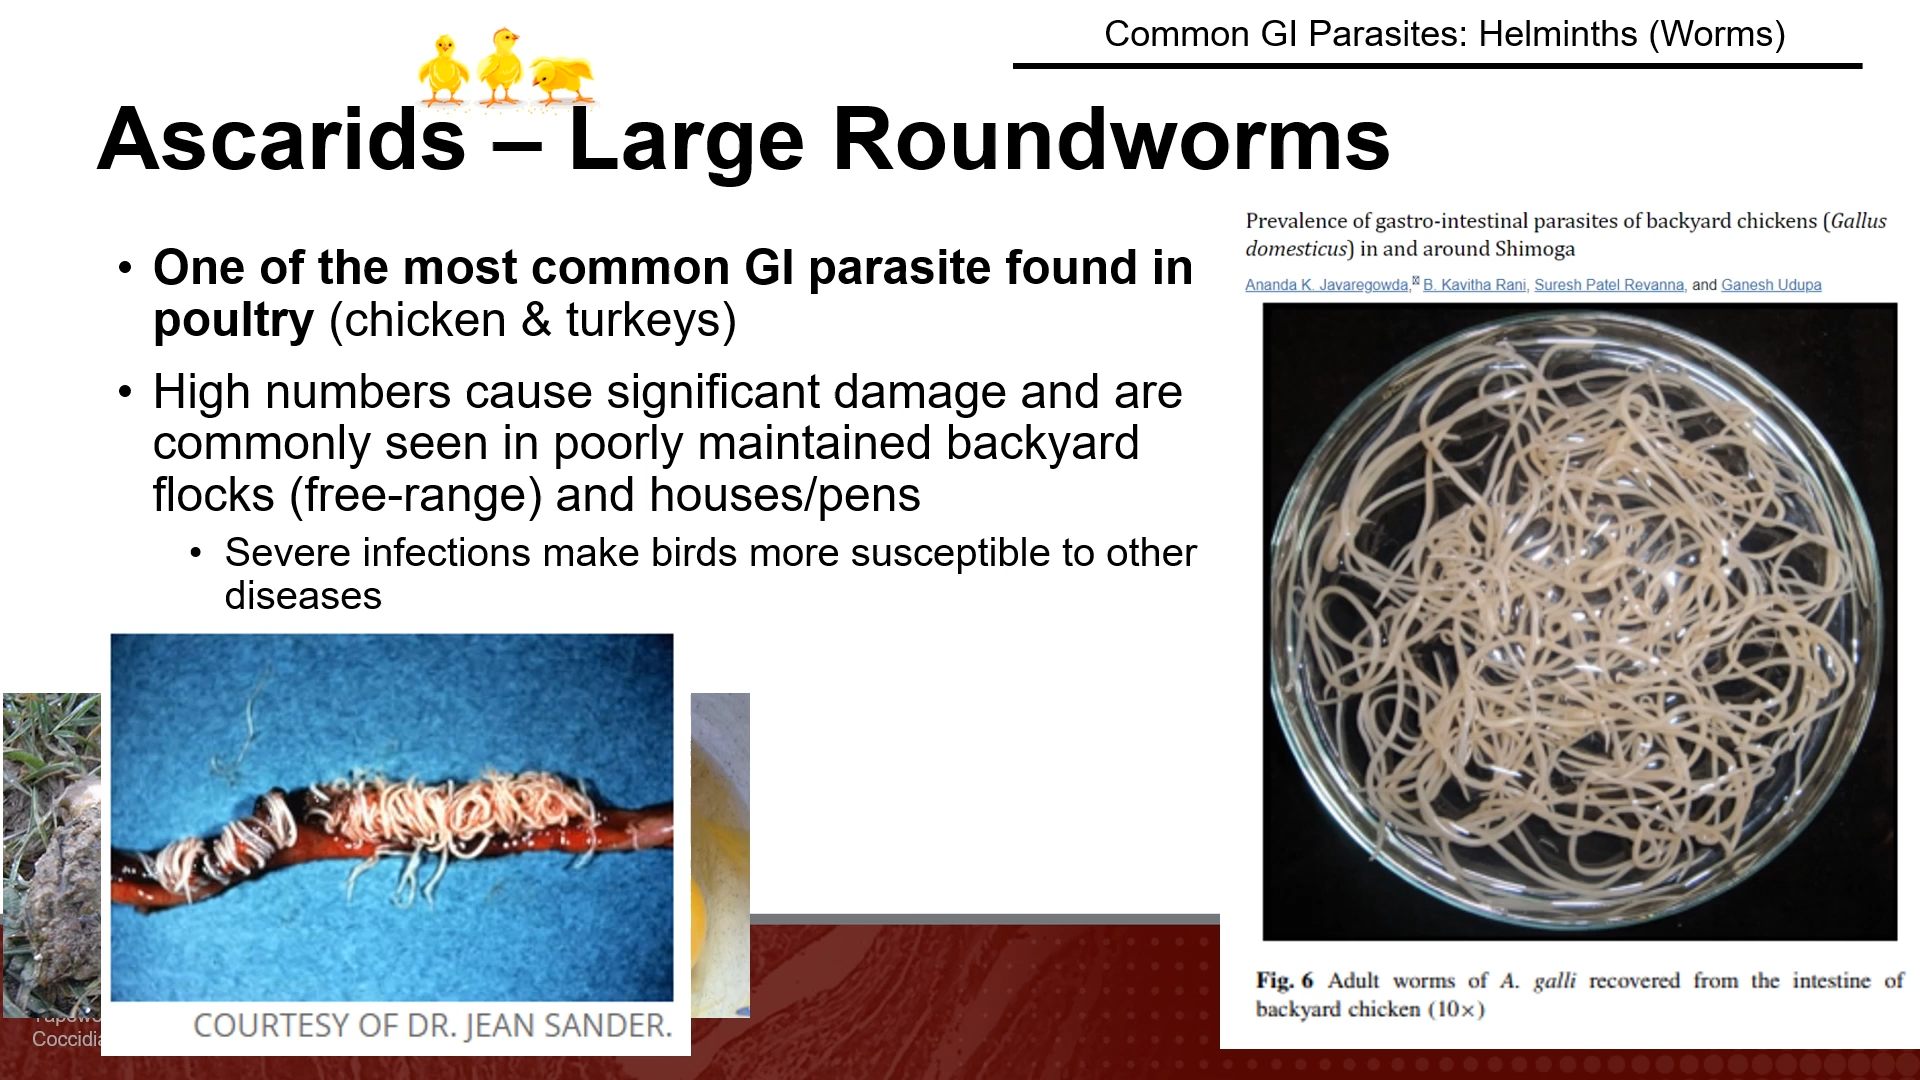 Common GI Parasites: Helminths (Worms)
Ascarids – Large Roundworms
• One of the most common GI parasite found in
poultry (chicken & turkeys)
• High numbers cause significant damage and are
commonly seen in poorly maintained backyard
flocks (free-range) and houses/pens
• Severe infections make birds more susceptible to other
diseases
Prevalence of gastro-intestinal parasites of backyard chickens (Gallus
domesticus) in and around Shimoga
Ananda K. Javaregowda, B. Kavitha Rani, Suresh Patel Revanna, and Ganesh Udupa
COURTESY OF DR. JEAN SANDER.
Fig. 6 Adult worms of A. galli recovered from the intestine of
backyard chicken (10×)